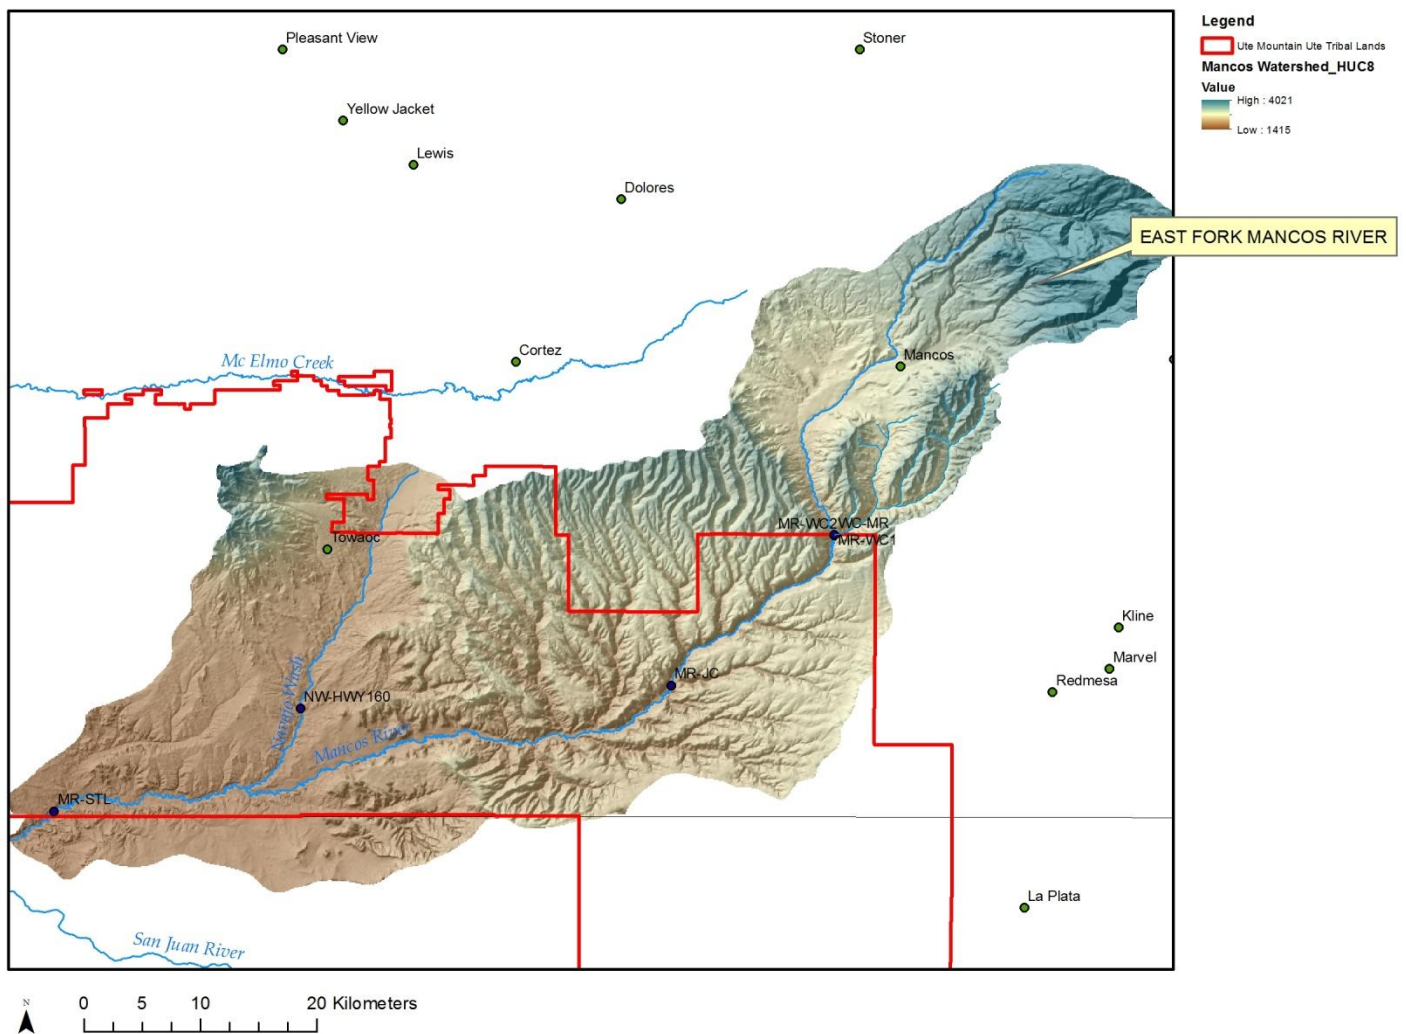 Legend
Ute Mountain Ute Tribal Lands
Mancos Watershed_HUC8
Value
High : 4021
Low : 1415
Pleasant View
Stoner
Yellow Jacket
Lewis
Dolores
EAST FORK MANCOS RIVER
Cortez
Mc Elmo Creek
Mancos
MR-WC2WC-MR
MR-WC1
Towaoc
Kline
Marvel
Redmesa
MR-JC
NW-HWY160
Navajo Wash
Mancos River
MR-STL
La Plata
San Juan River
N
0 5 10 20 Kilometers